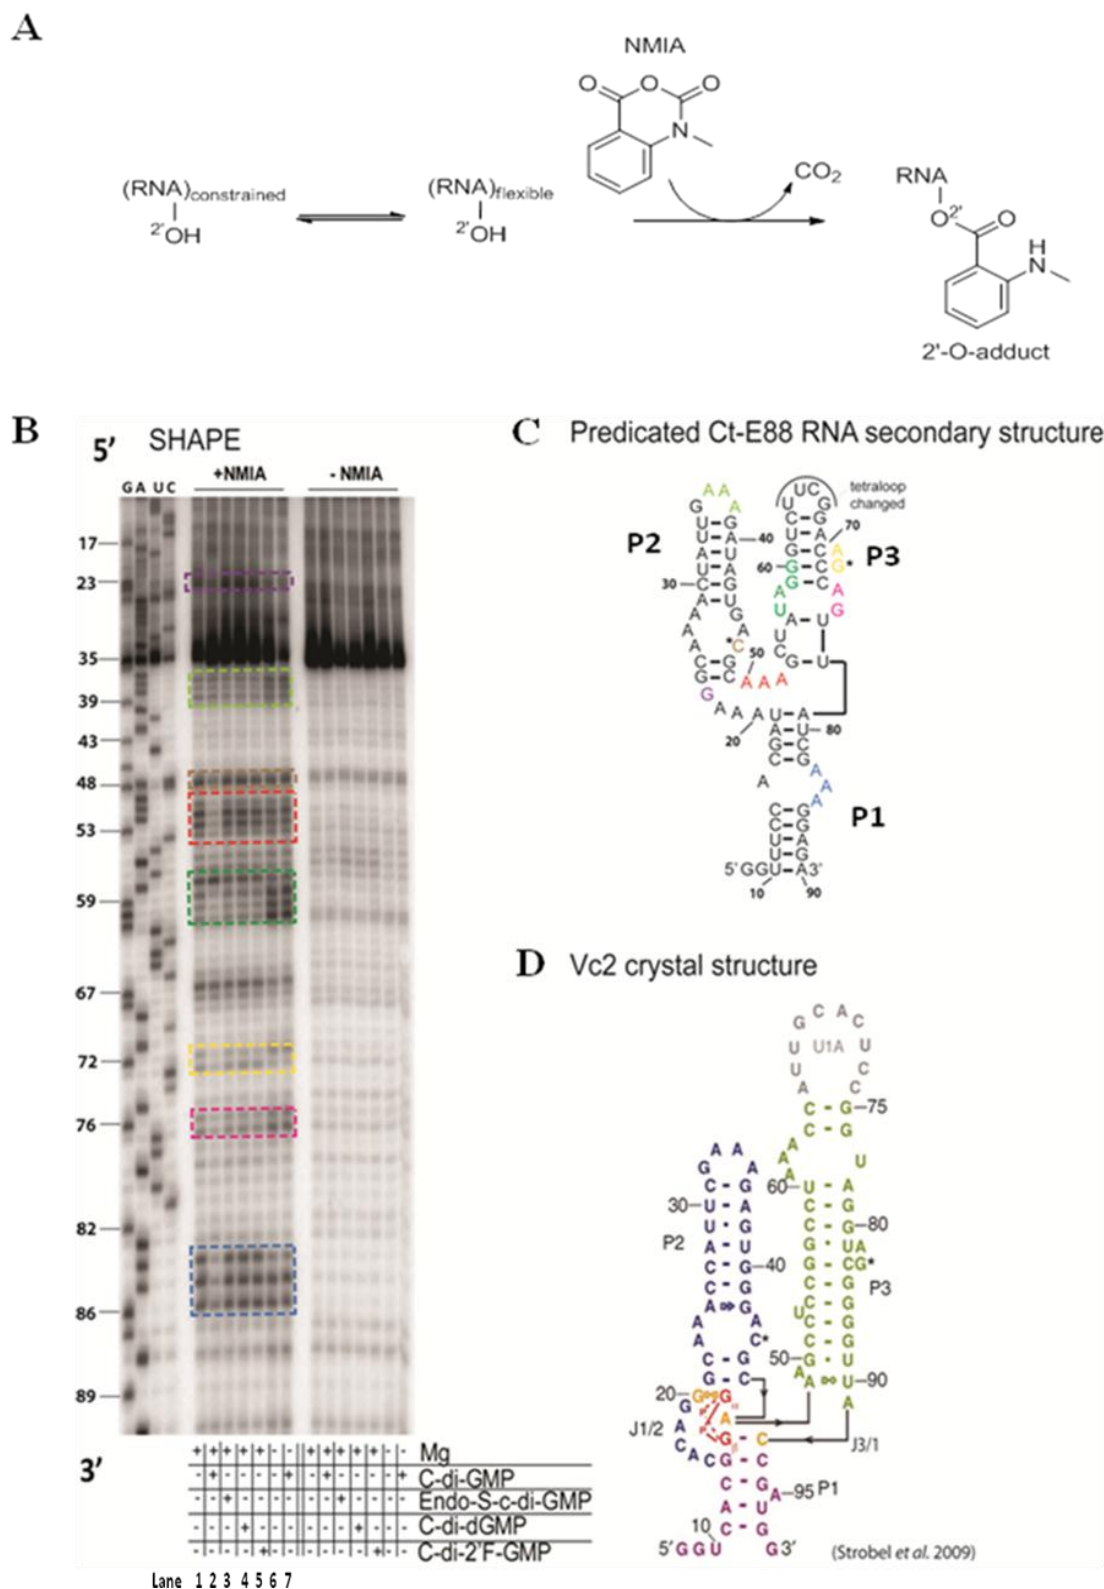 A
NMIA
O O O
N
CO2
(RNA)constrained
2'OH
(RNA)flexible
2'OH
RNA
O2' O
H
N
2'-O-adduct
B
5' SHAPE
+NMIA - NMIA
G A U C
17
23
35
39
43
48
53
59
67
72
76
82
86
89
3'
Mg
C-di-GMP
Endo-S-c-di-GMP
C-di-dGMP
C-di-2'F-GMP
Lane 1 2 3 4 5 6 7
C Predicated Ct-E88 RNA secondary structure
tetraloop
changed
70
P2
40
60
P3
30
50
20
80
P1
5'GGU
A3'
10
90
D Vc2 crystal structure
U1A
75
60
30
80
P2
40
P3
50
20
90
J1/2
J3/1
95 P1
10
5'GGU
G3'
(Strobel et al. 2009)